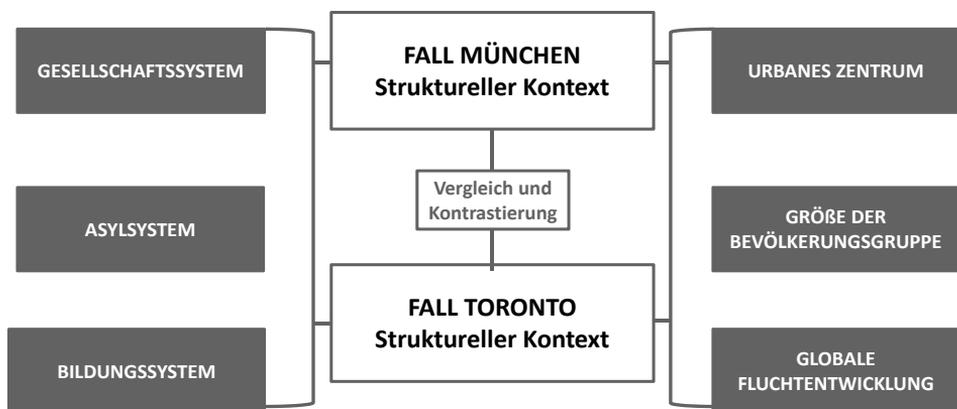 GESELLSCHAFTSSYSTEM
ASYLSYSTEM
BILDUNGSSYSTEM
FALL MÜNCHEN
Struktureller Kontext
Vergleich und
Kontrastierung
FALL TORONTO
Struktureller Kontext
URBANES ZENTRUM
GRÖßE DER
BEVÖLKERUNGSGRUPPE
GLOBALE
FLUCHTENTWICKLUNG